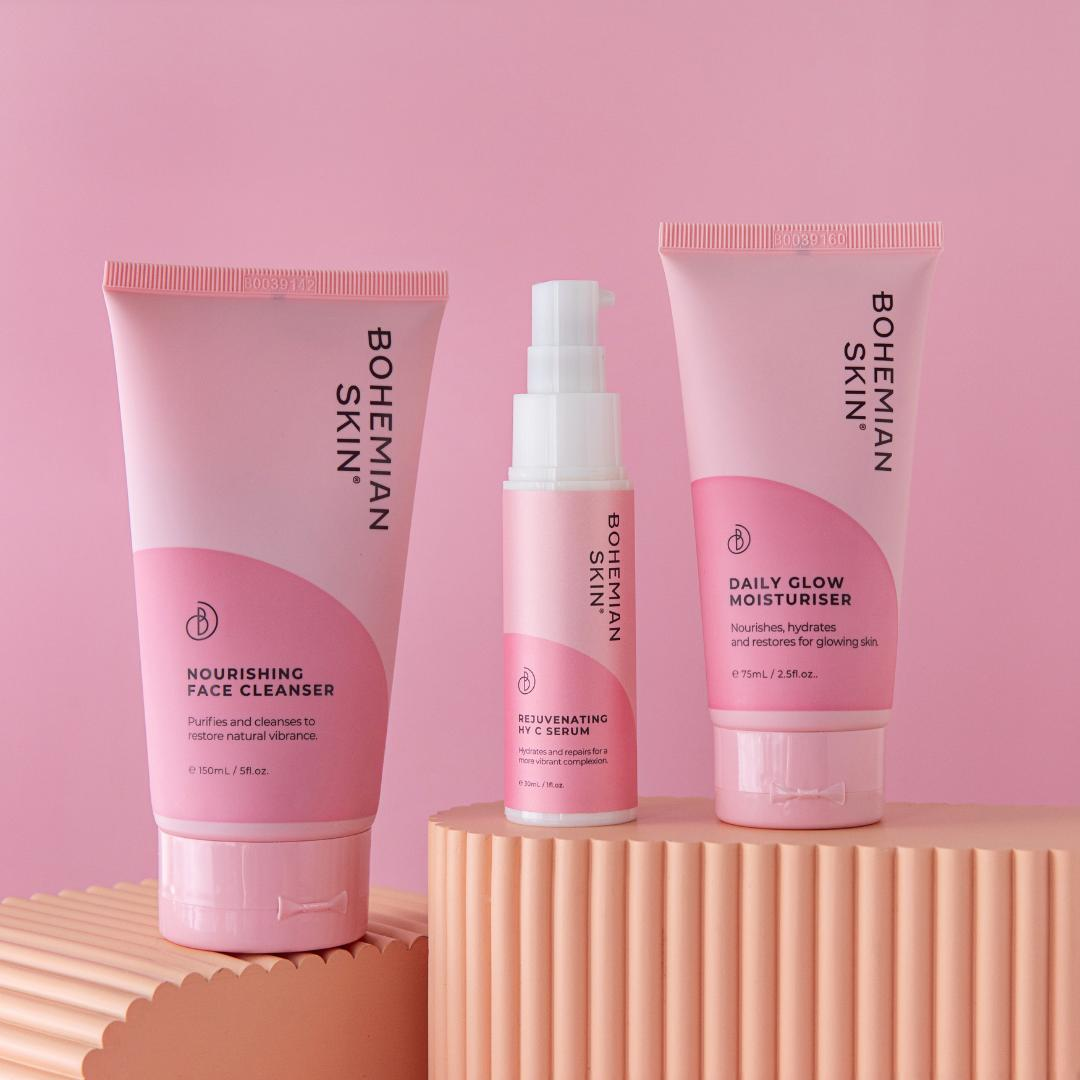 B0039142
BOHEMIAN
SKIN®
NOURISHING
FACE CLEANSER
Purifies and cleanses to
restore natural vibrance.
℮ 150mL / 5fl.oz.
BOHEMIAN
SKIN®
REJUVENATING
HY C SERUM
Hydrates and repairs for a
more vibrant complexion.
℮ 30mL / 1fl.oz.
B0039160
BOHEMIAN
SKIN®
DAILY GLOW
MOISTURISER
Nourishes, hydrates
and restores for glowing skin.
℮ 75mL / 2.5fl.oz..